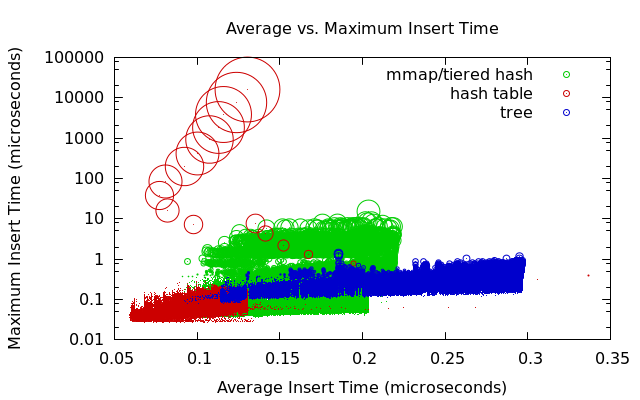 Average vs. Maximum Insert Time
Maximum Insert Time (microseconds)
100000
10000
1000
100
10
1
0.1
0.01
mmap/tiered hash
hash table
tree
0.05
0.1
0.15
0.2
0.25
0.3
0.35
Average Insert Time (microseconds)